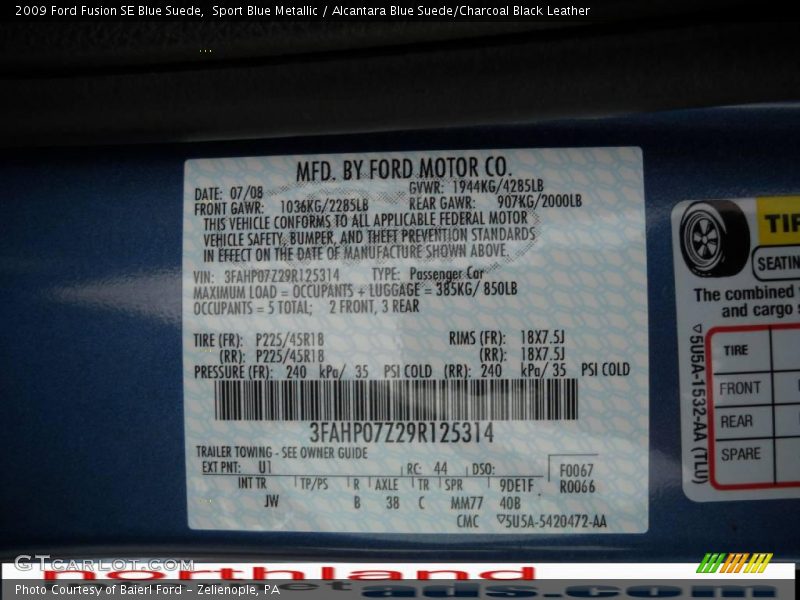 2009 Ford Fusion SE Blue Suede,  Sport Blue Metallic / Alcantara Blue Suede/Charcoal Black Leather
MFD. BY FORD MOTOR CO.
DATE: 07/08 GVWR: 1944KG/4285LB
FRONT GAWR: 1036KG/2285LB REAR GAWR: 907KG/2000LB
THIS VEHICLE CONFORMS TO ALL APPLICABLE FEDERAL MOTOR
VEHICLE SAFETY, BUMPER, AND THEFT PREVENTION STANDARDS
IN EFFECT ON THE DATE OF MANUFACTURE SHOWN ABOVE.
VIN: 3FAHP07Z29R125314 TYPE: Passenger Car
MAXIMUM LOAD = OCCUPANTS + LUGGAGE = 385KG/ 850LB
OCCUPANTS = 5 TOTAL; 2 FRONT, 3 REAR
TIRE (FR): P225/45R18 RIMS (FR): 18X7.5J
(RR): P225/45R18 (RR): 18X7.5J
PRESSURE (FR): 240 kPa/ 35 PSI COLD (RR): 240 kPa/ 35 PSI COLD
3FAHP07Z29R125314
TRAILER TOWING - SEE OWNER GUIDE
EXT PNT: U1 RC: 44 DSO: F0067
INT TR TP/PS R AXLE TR SPR 9DE1F R0066
JW B 38 C MM77 40B
CMC ▽5U5A-5420472-AA
SEATIN
The combined
and cargo
▽5U5A-1532-AA (TLU)
TIRE
FRONT
REAR
SPARE
GTCARLOT.COM
northland
Photo Courtesy of Baierl Ford - Zelienople, PA